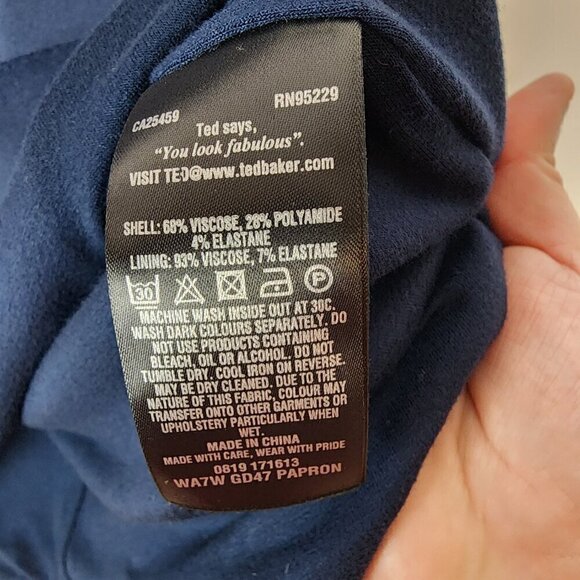 CA25459 RN95229
Ted says,
"You look fabulous".
VISIT TED@www.tedbaker.com
SHELL: 68% VISCOSE, 28% POLYAMIDE
4% ELASTANE
LINING: 93% VISCOSE, 7% ELASTANE
30 P
MACHINE WASH INSIDE OUT AT 30C.
WASH DARK COLOURS SEPARATELY. DO
NOT USE PRODUCTS CONTAINING
BLEACH, OIL OR ALCOHOL. DO NOT
TUMBLE DRY. COOL IRON ON REVERSE.
MAY BE DRY CLEANED. DUE TO THE
NATURE OF THIS FABRIC, COLOUR MAY
TRANSFER ONTO OTHER GARMENTS OR
UPHOLSTERY PARTICULARLY WHEN
WET.
MADE IN CHINA
MADE WITH CARE, WEAR WITH PRIDE
0819 171613
WA7W GD47 PAPRON